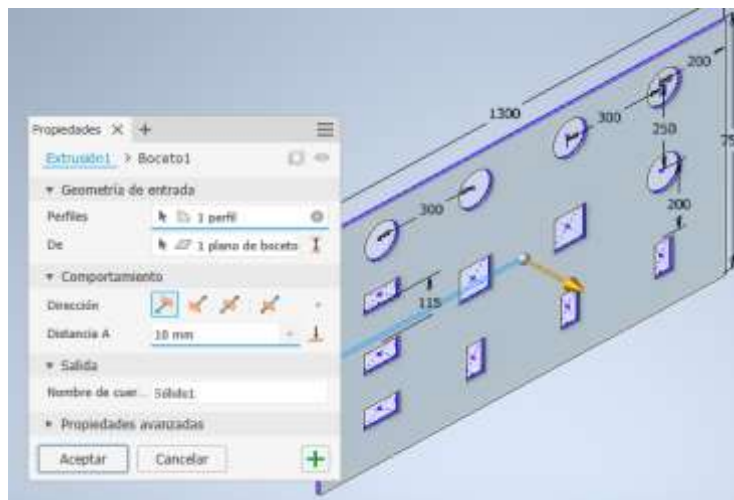 Propiedades × +
Extrusión1 > Boceto1
Geometría de entrada
Perfiles 1 perfil
De 1 plano de boceto
Comportamiento
Dirección
Distancia A 10 mm
Salida
Nombre de cuer... Sólido1
Propiedades avanzadas
Aceptar Cancelar +
200
1300
300
250
75
300
200
115